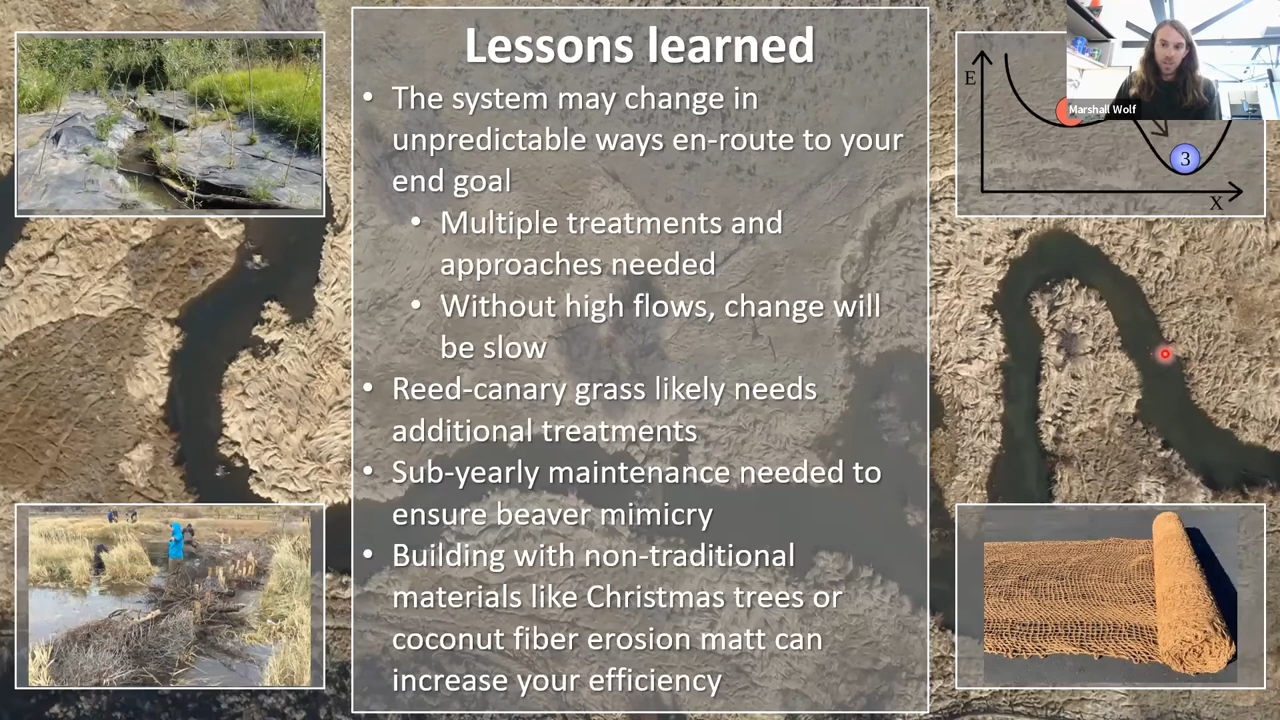 Lessons learned
• The system may change in
unpredictable ways en-route to your
end goal
• Multiple treatments and
approaches needed
• Without high flows, change will
be slow
• Reed-canary grass likely needs
additional treatments
• Sub-yearly maintenance needed to
ensure beaver mimicry
• Building with non-traditional
materials like Christmas trees or
coconut fiber erosion matt can
increase your efficiency
E
Marshall Wolf
3
X